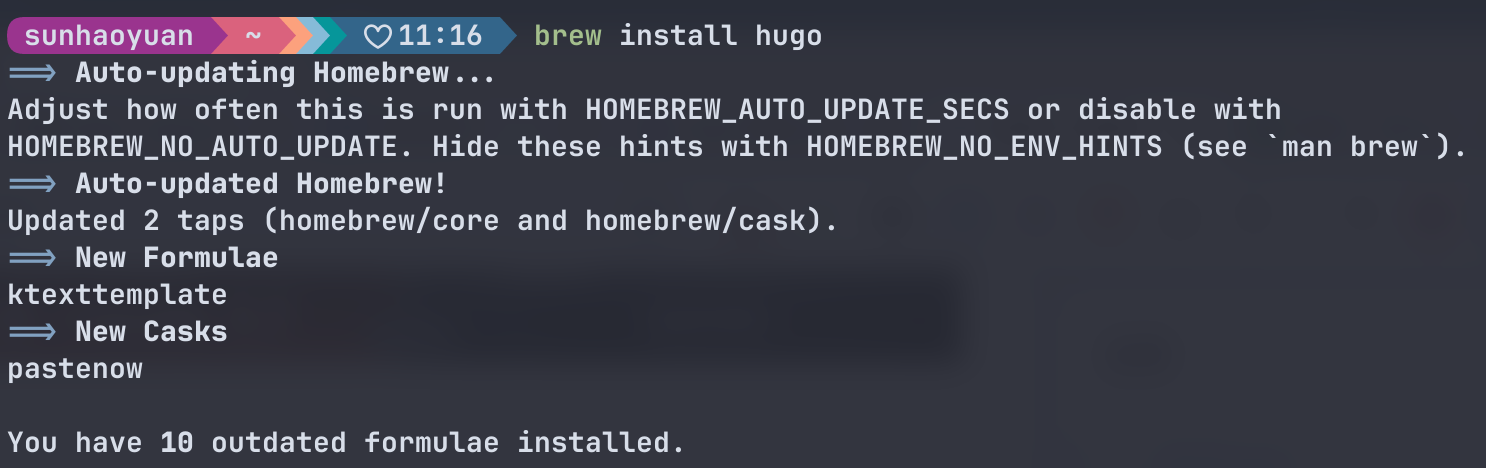 sunhaoyuan ~ ♡ 11:16 brew install hugo
==> Auto-updating Homebrew...
Adjust how often this is run with HOMEBREW_AUTO_UPDATE_SECS or disable with
HOMEBREW_NO_AUTO_UPDATE. Hide these hints with HOMEBREW_NO_ENV_HINTS (see `man brew`).
==> Auto-updated Homebrew!
Updated 2 taps (homebrew/core and homebrew/cask).
==> New Formulae
ktexttemplate
==> New Casks
pastenow
You have 10 outdated formulae installed.